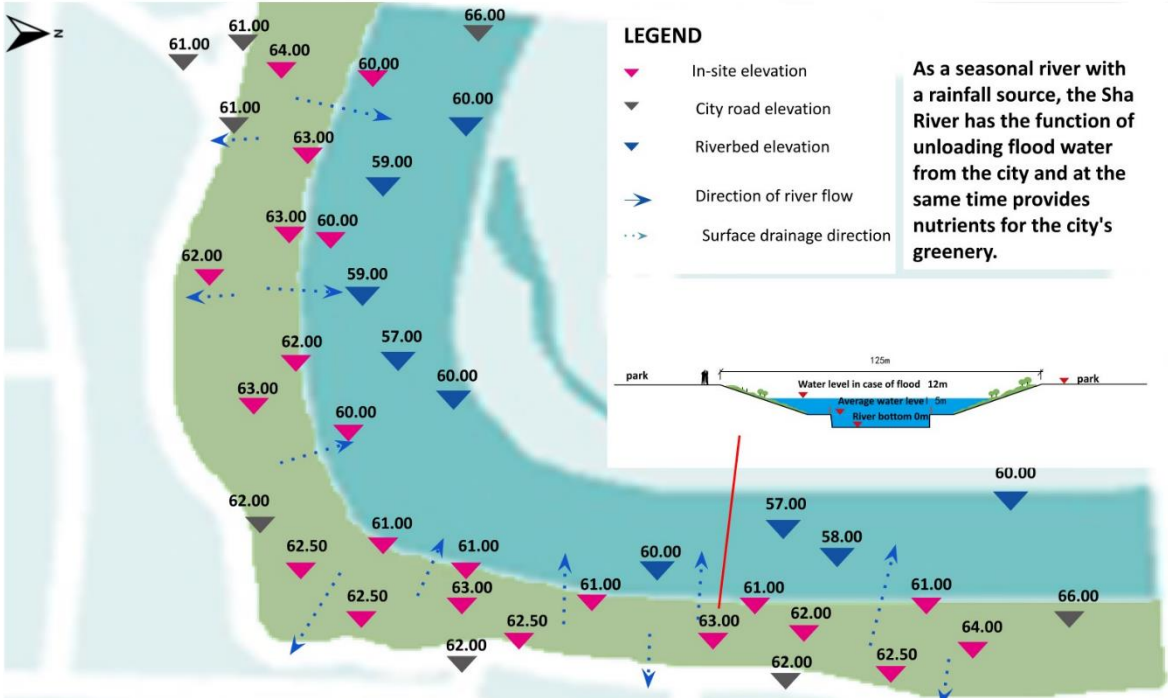 66.00
61.00
61.00
64.00
60.00
N
61.00
60.00
63.00
59.00
63.00
60.00
62.00
59.00
57.00
62.00
63.00
60.00
60.00
62.00
61.00
62.50
61.00
62.50
63.00
62.00
62.50
61.00
60.00
57.00
58.00
60.00
61.00
63.00
62.00
62.00
62.50
61.00
64.00
66.00
LEGEND
In-site elevation
City road elevation
Riverbed elevation
Direction of river flow
Surface drainage direction
As a seasonal river with
a rainfall source, the Sha
River has the function of
unloading flood water
from the city and at the
same time provides
nutrients for the city's
greenery.
125m
park
park
Water level in case of flood 12m
Average water level 5m
River bottom 0m